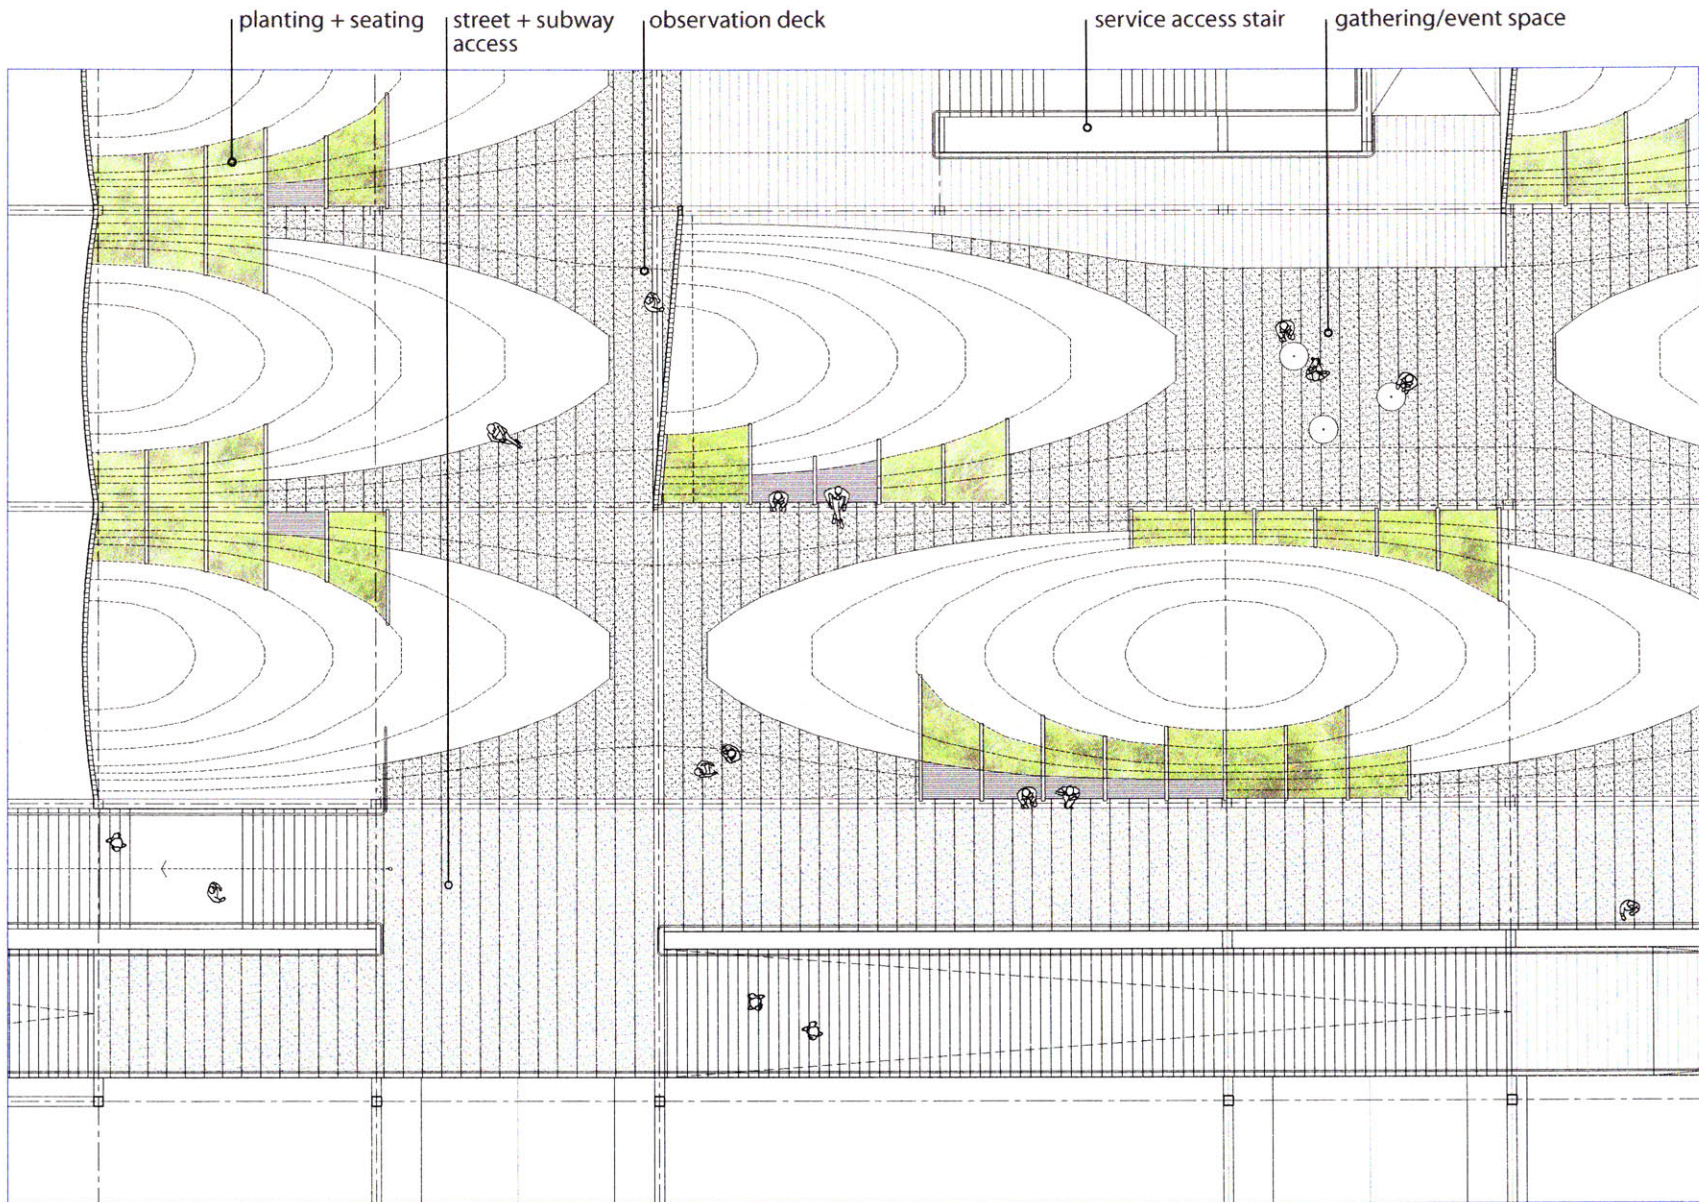 planting + seating
street + subway
access
observation deck
service access stair
gathering/event space